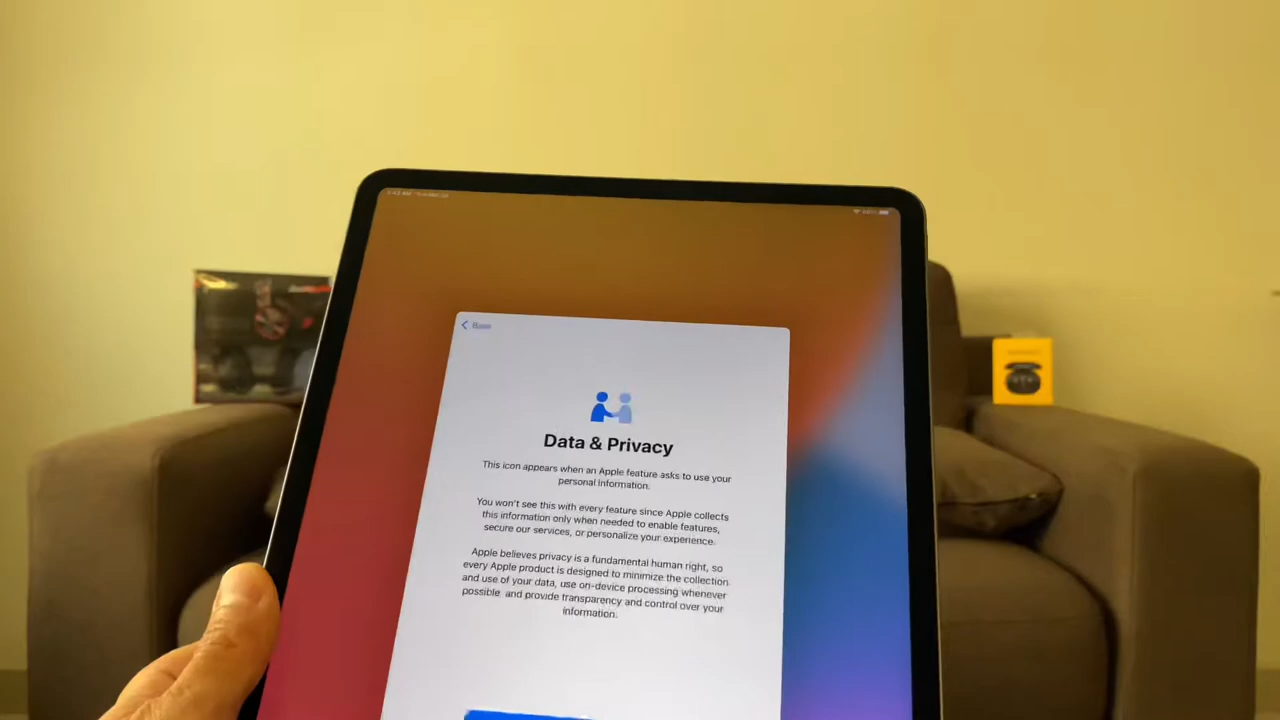 Data & Privacy
This icon appears when an Apple feature asks to use your
personal information.
You won't see this with every feature since Apple collects
this information only when needed to enable features,
secure our services, or personalize your experience.
Apple believes privacy is a fundamental human right, so
every Apple product is designed to minimize the collection
and use of your data, use on-device processing whenever
possible and provide transparency and control over your
information.